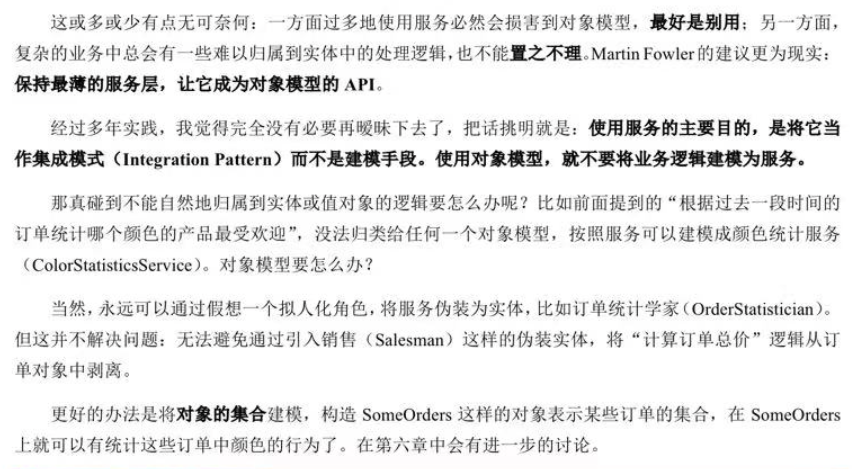 这或多或少有点无可奈何：一方面过多地使用服务必然会损害到对象模型，最好是别用；另一方面，
复杂的业务中总会有一些难以归属到实体中的处理逻辑，也不能置之不理。Martin Fowler的建议更为现实：
保持最薄的服务层，让它成为对象模型的 API。
经过多年实践，我觉得完全没有必要再暧昧下去了，把话挑明就是：使用服务的主要目的，是将它当
作集成模式（Integration Pattern）而不是建模手段。使用对象模型，就不要将业务逻辑建模为服务。
那真碰到不能自然地归属到实体或值对象的逻辑要怎么办呢？比如前面提到的“根据过去一段时间的
订单统计哪个颜色的产品最受欢迎”，没法归类给任何一个对象模型，按照服务可以建模成颜色统计服务
（ColorStatisticsService）。对象模型要怎么办？
当然，永远可以通过假想一个拟人化角色，将服务伪装为实体，比如订单统计学家（OrderStatistician）。
但这并不解决问题：无法避免通过引入销售（Salesman）这样的伪装实体，将“计算订单总价”逻辑从订
单对象中剥离。
更好的办法是将对象的集合建模，构造 SomeOrders 这样的对象表示某些订单的集合，在 SomeOrders
上就可以有统计这些订单中颜色的行为了。在第六章中会有进一步的讨论。